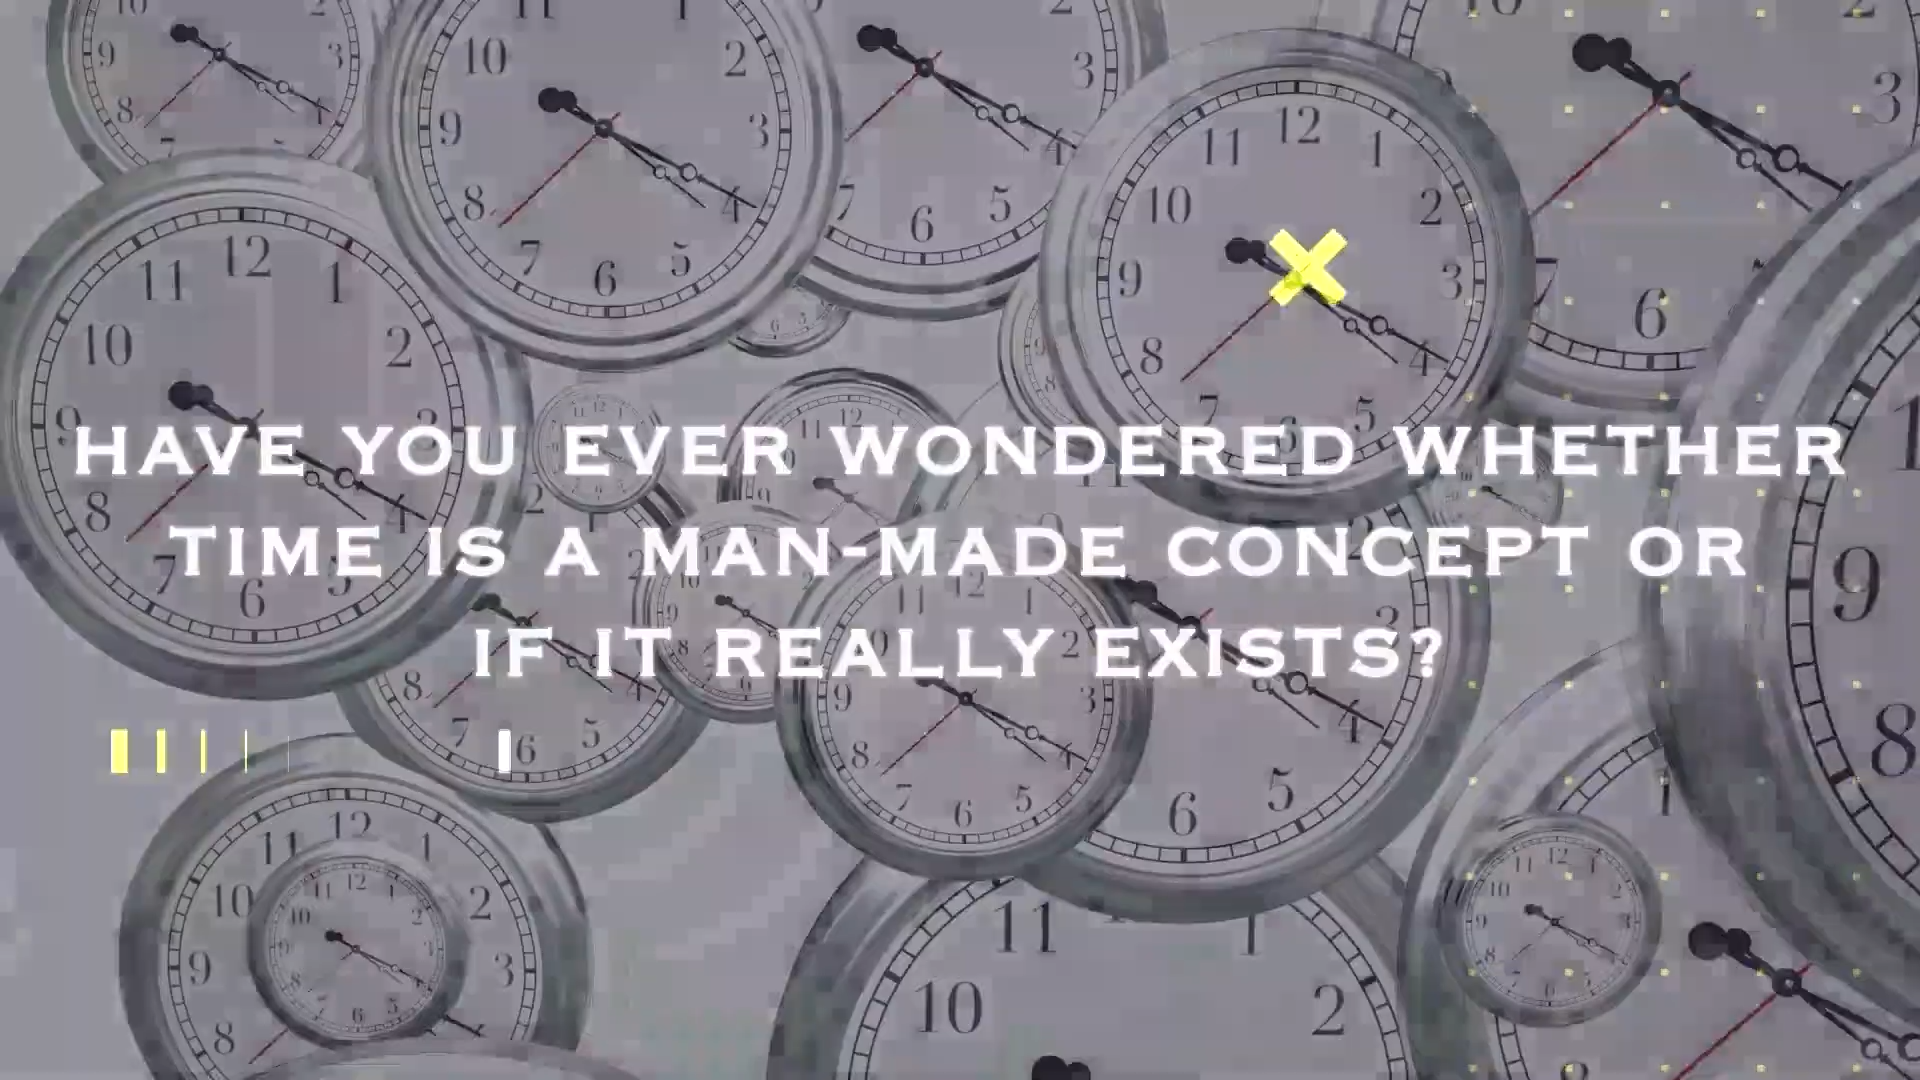 HAVE YOU EVER WONDERED WHETHER
TIME IS A MAN-MADE CONCEPT OR
IF IT REALLY EXISTS?